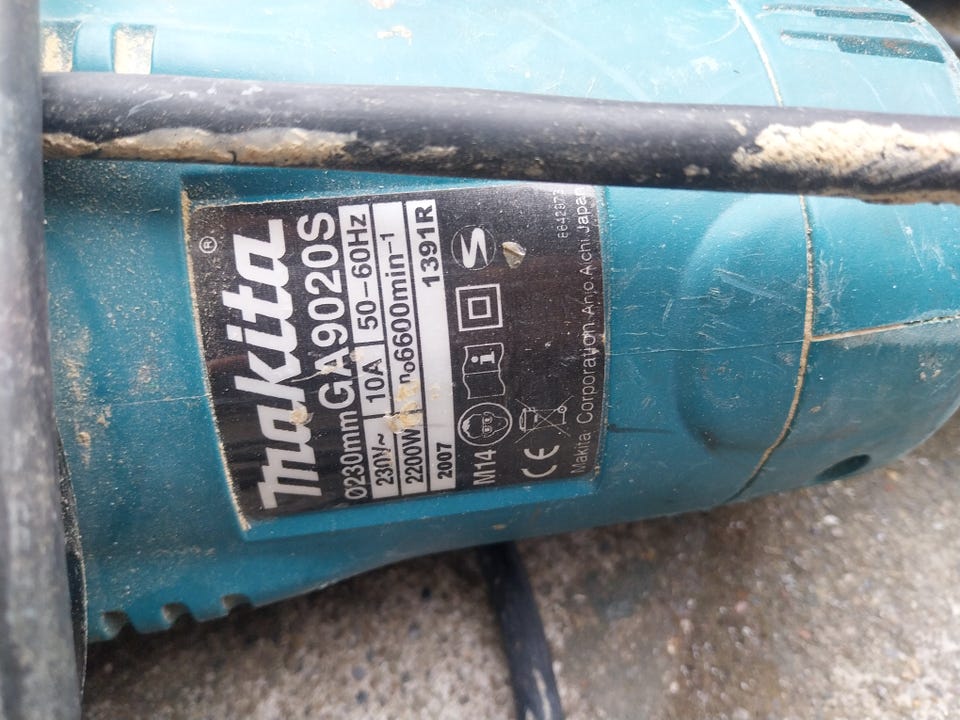 Makita®
Ø230mm GA9020S
230V~ 10A 50-60Hz
2200W n₀6600min⁻¹
2007 1391R
M14
CE
Makita Corporation Anjo Aichi Japan